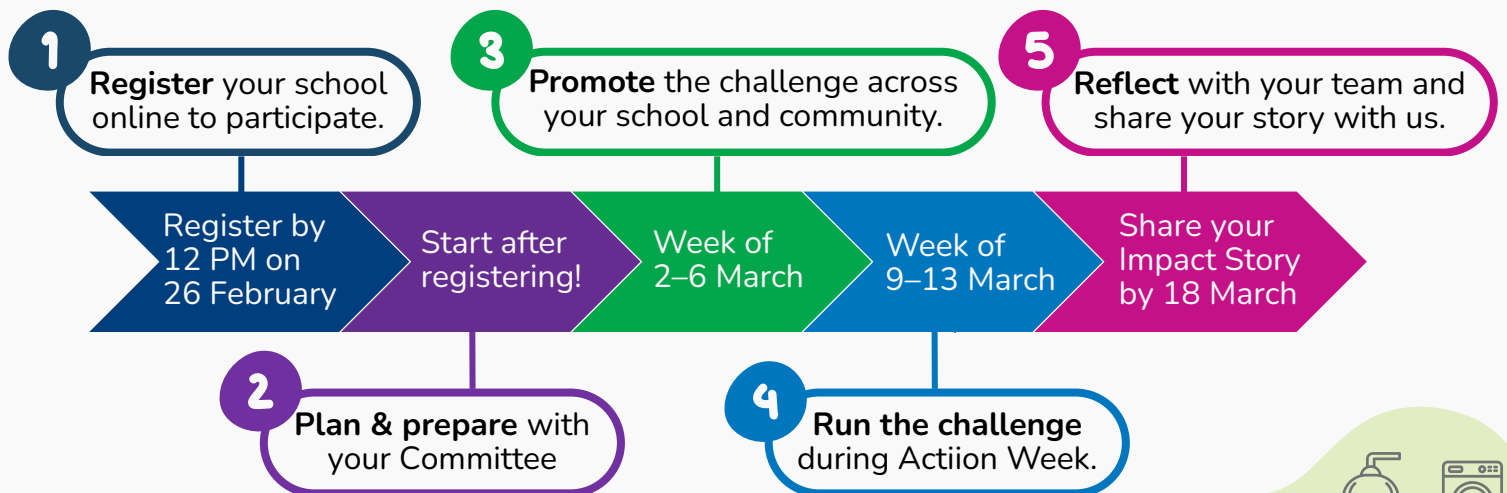 1
Register your school
online to participate.
3
Promote the challenge across
your school and community.
5
Reflect with your team and
share your story with us.
Register by
12 PM on
26 February
Start after
registering!
Week of
2–6 March
Week of
9–13 March
Share your
Impact Story
by 18 March
2
Plan & prepare with
your Committee
4
Run the challenge
during Actiion Week.